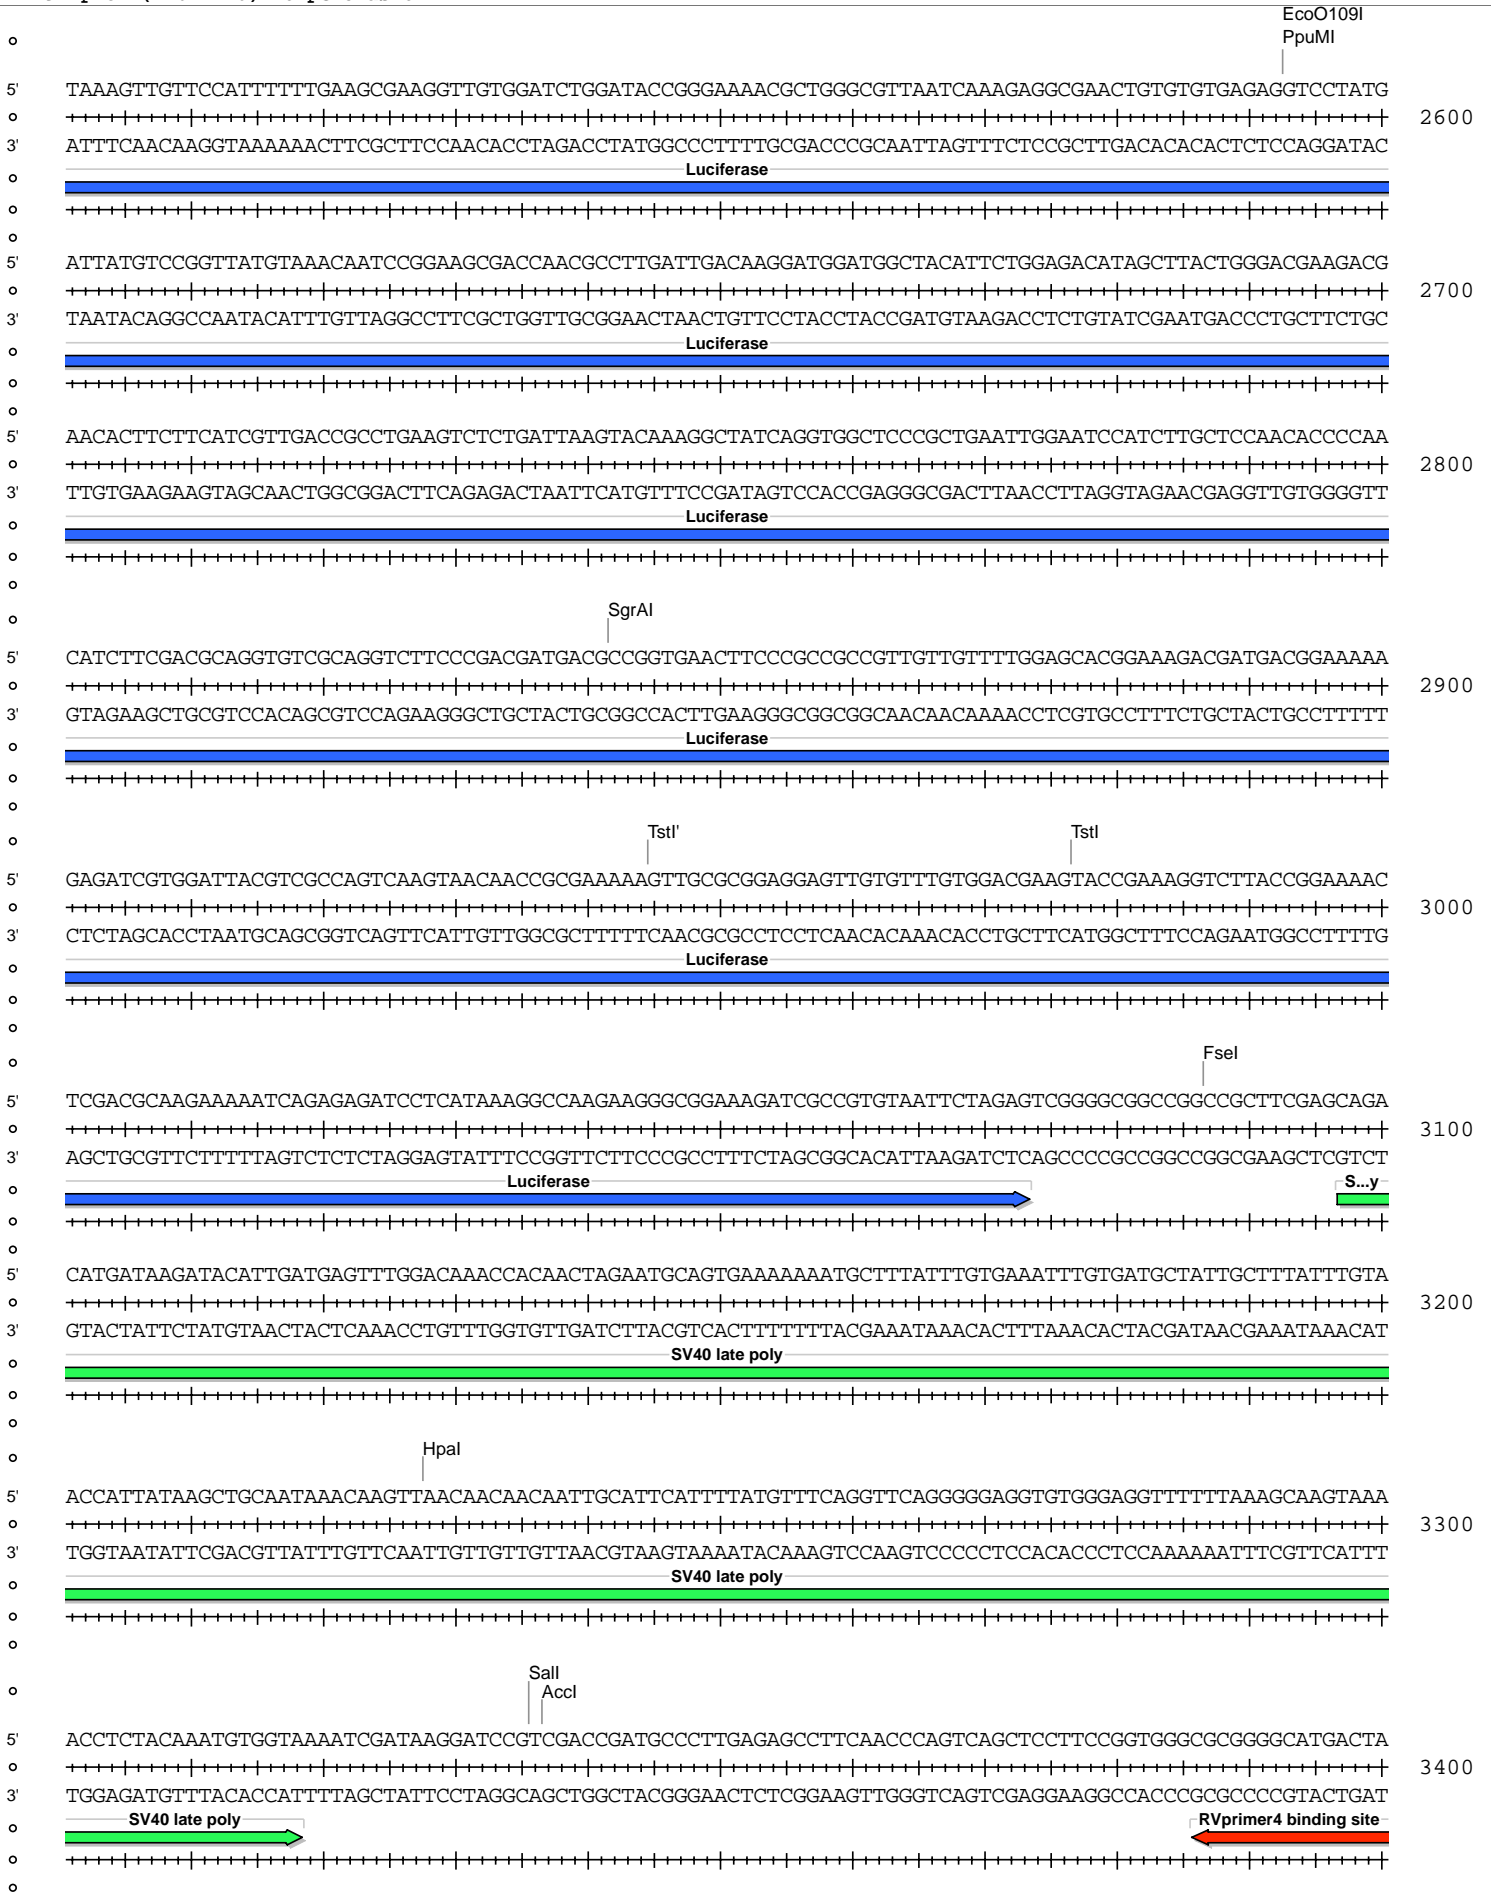 EcoO109I
PpuMI
5' TAAAGTTGTTCCATTTTTTGAAGCGAAGGTTGTGGATCTGGATACCGGGAAAACGCTGGGCGTTAATCAAAGAGGCGAACTGTGTGTGAGAGGTCCTATG
2600
3' ATTTCAACAAGGTAAAAAACTTCGCTTCCAACACCTAGACCTATGGCCCTTTTGCGACCCGCAATTAGTTTCTCCGCTTGACACACACTCTCCAGGATAC
Luciferase
5' ATTATGTCCGGTTATGTAAACAATCCGGAAGCGACCAACGCCTTGATTGACAAGGATGGATGGCTACATTCTGGAGACATAGCTTACTGGGACGAAGACG
2700
3' TAATACAGGCCAATACATTTGTTAGGCCTTCGCTGGTTGCGGAACTAACTGTTCCTACCTACCGATGTAAGACCTCTGTATCGAATGACCCTGCTTCTGC
Luciferase
5' AACACTTCTTCATCGTTGACCGCCTGAAGTCTCTGATTAAGTACAAAGGCTATCAGGTGGCTCCCGCTGAATTGGAATCCATCTTGCTCCAACACCCCAA
2800
3' TTGTGAAGAAGTAGCAACTGGCGGACTTCAGAGACTAATTCATGTTTCCGATAGTCCACCGAGGGCGACTTAACCTTAGGTAGAACGAGGTTGTGGGGTT
Luciferase
SgrAI
5' CATCTTCGACGCAGGTGTCGCAGGTCTTCCCGACGATGACGCCGGTGAACTTCCCGCCGCCGTTGTTGTTTTGGAGCACGGAAAGACGATGACGGAAAAA
2900
3' GTAGAAGCTGCGTCCACAGCGTCCAGAAGGGCTGCTACTGCGGCCACTTGAAGGGCGGCGGCAACAACAAAACCTCGTGCCTTTCTGCTACTGCCTTTTT
Luciferase
TstI' TstI
5' GAGATCGTGGATTACGTCGCCAGTCAAGTAACAACCGCGAAAAAGTTGCGCGGAGGAGTTGTGTTTGTGGACGAAGTACCGAAAGGTCTTACCGGAAAAC
3000
3' CTCTAGCACCTAATGCAGCGGTCAGTTCATTGTTGGCGCTTTTTCAACGCGCCTCCTCAACACAAACACCTGCTTCATGGCTTTCCAGAATGGCCTTTTG
Luciferase
FseI
5' TCGACGCAAGAAAAATCAGAGAGATCCTCATAAAGGCCAAGAAGGGCGGAAAGATCGCCGTGTAATTCTAGAGTCGGGGCGGCCGGCCGCTTCGAGCAGA
3100
3' AGCTGCGTTCTTTTTAGTCTCTCTAGGAGTATTTCCGGTTCTTCCCGCCTTTCTAGCGGCACATTAAGATCTCAGCCCCGCCGGCCGGCGAAGCTCGTCT
Luciferase S...y
5' CATGATAAGATACATTGATGAGTTTGGACAAACCACAACTAGAATGCAGTGAAAAAAATGCTTTATTTGTGAAATTTGTGATGCTATTGCTTTATTTGTA
3200
3' GTACTATTCTATGTAACTACTCAAACCTGTTTGGTGTTGATCTTACGTCACTTTTTTTACGAAATAAACACTTTAAACACTACGATAACGAAATAAACAT
SV40 late poly
HpaI
5' ACCATTATAAGCTGCAATAAACAAGTTAACAACAACAATTGCATTCATTTTATGTTTCAGGTTCAGGGGGAGGTGTGGGAGGTTTTTTAAAGCAAGTAAA
3300
3' TGGTAATATTCGACGTTATTTGTTCAATTGTTGTTGTTAACGTAAGTAAAATACAAAGTCCAAGTCCCCCTCCACACCCTCCAAAAAATTTCGTTCATTT
SV40 late poly
SalI
AccI
5' ACCTCTACAAATGTGGTAAAATCGATAAGGATCCGTCGACCGATGCCCTTGAGAGCCTTCAACCCAGTCAGCTCCTTCCGGTGGGCGCGGGGCATGACTA
3400
3' TGGAGATGTTTACACCATTTTAGCTATTCCTAGGCAGCTGGCTACGGGAACTCTCGGAAGTTGGGTCAGTCGAGGAAGGCCACCCGCGCCCCGTACTGAT
SV40 late poly RVprimer4 binding site